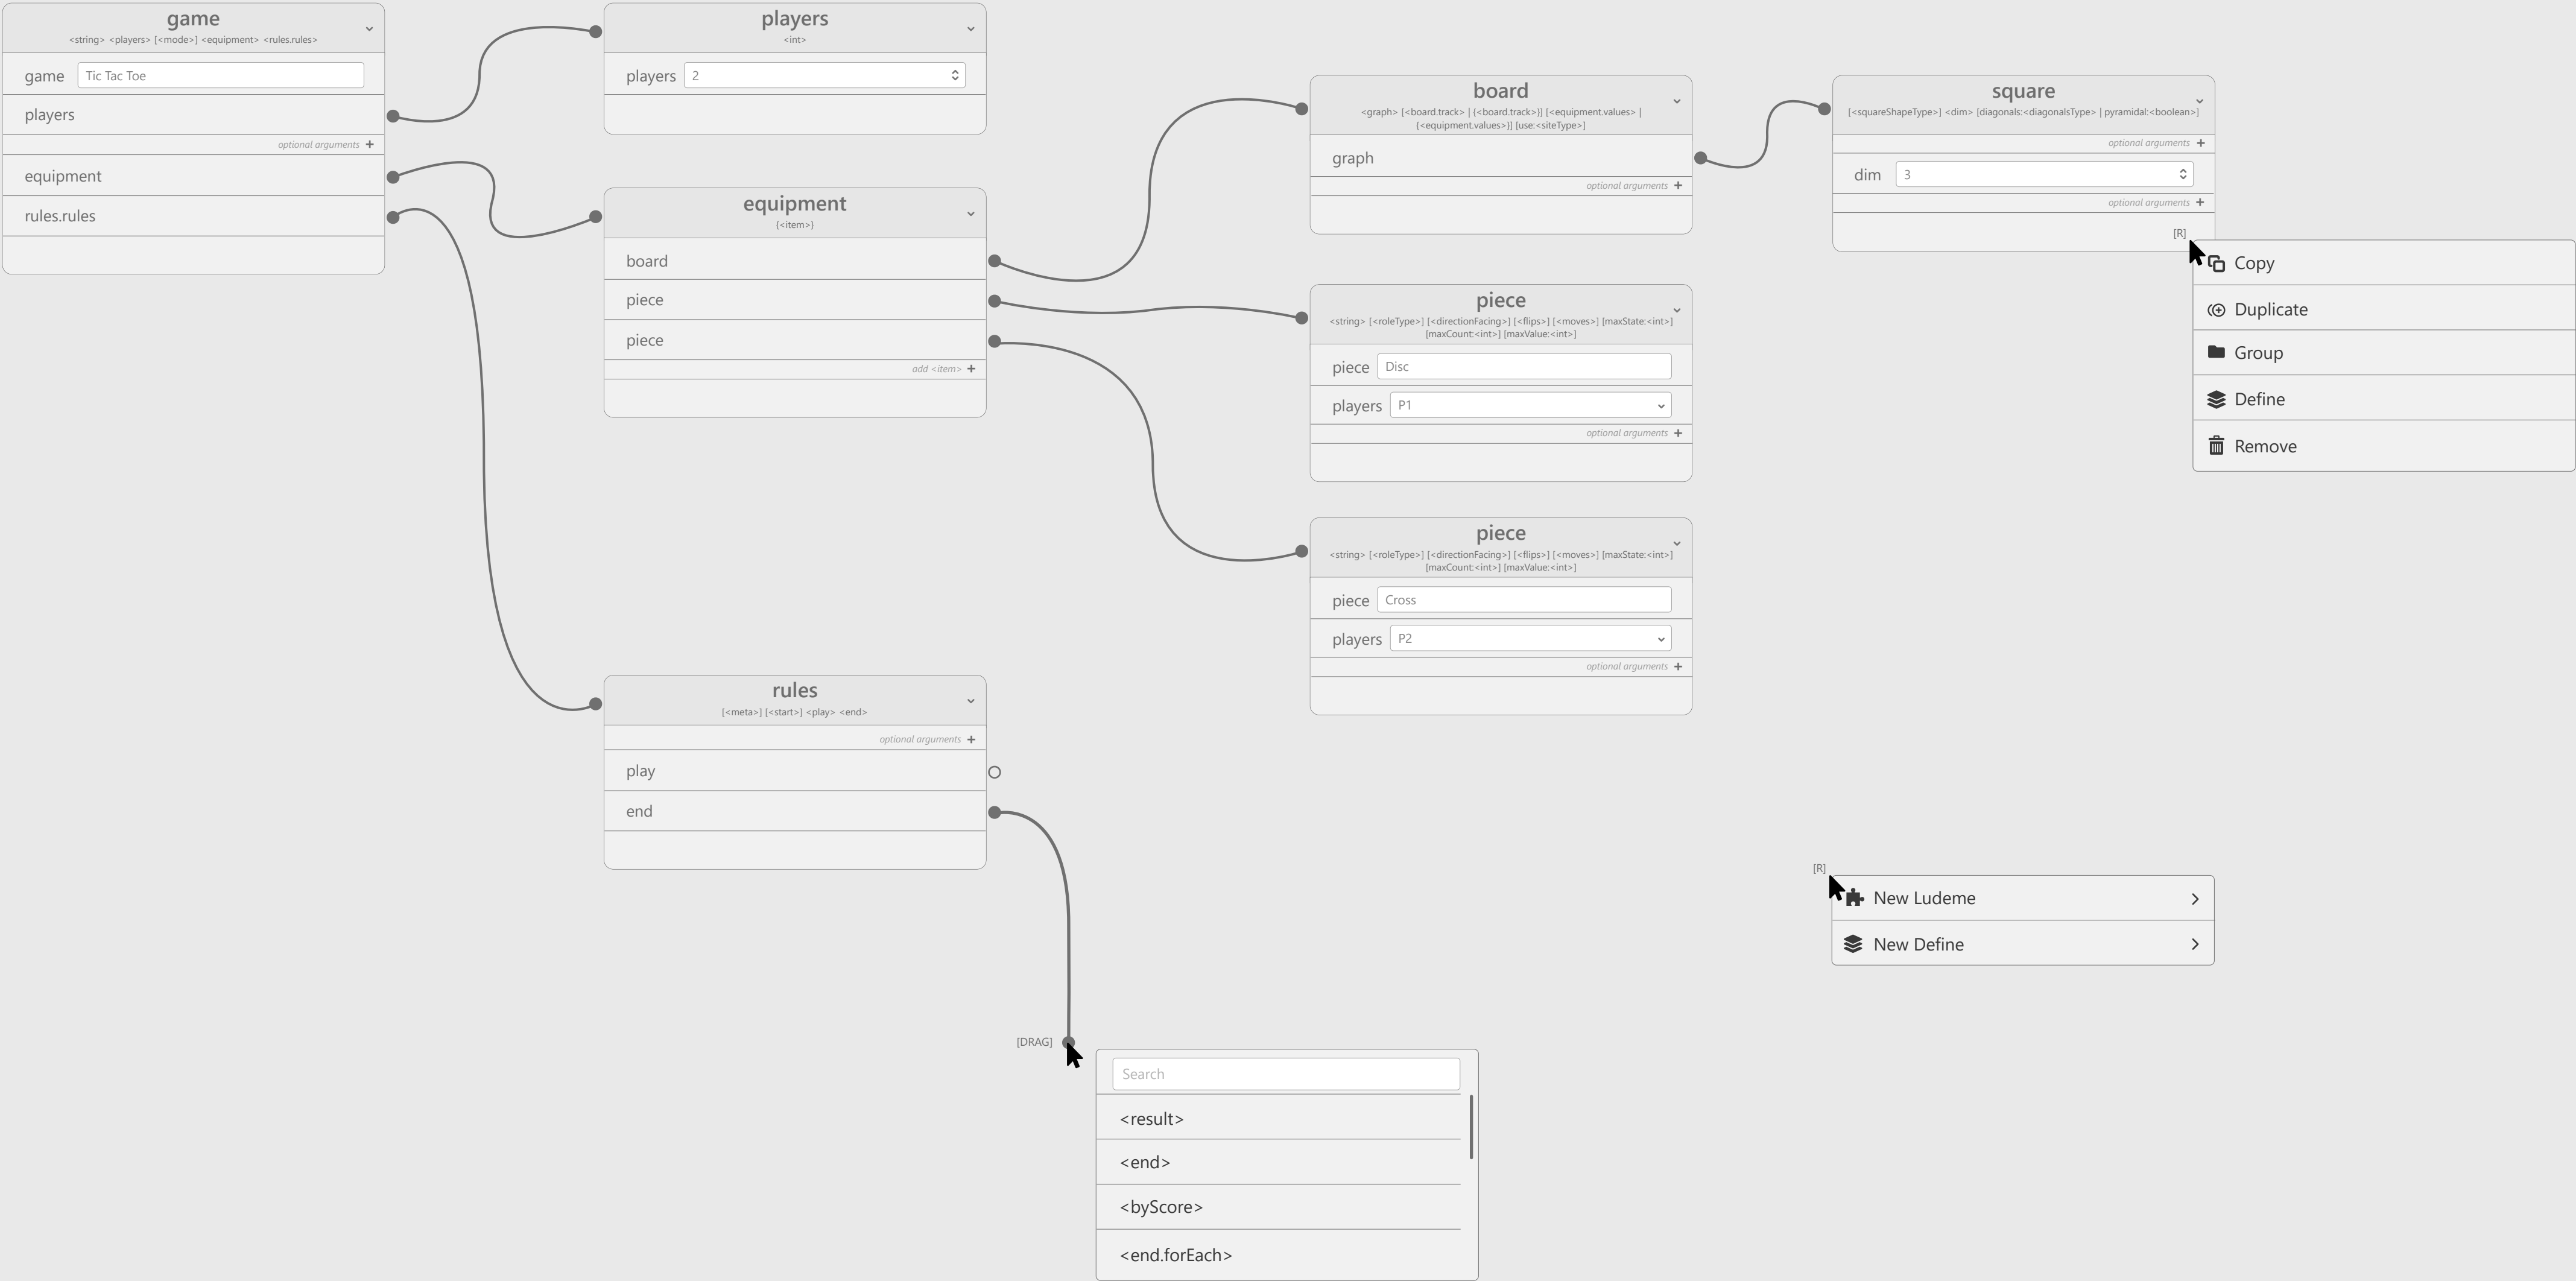 game
<string> <players> [<mode>] <equipment> <rules.rules>
game Tic Tac Toe
players
optional arguments +
equipment
rules.rules
players
<int>
players 2
equipment
{<item>}
board
piece
piece
add <item> +
rules
[<meta>] [<start>] <play> <end>
optional arguments +
play
end
[DRAG]
Search
<result>
<end>
<byScore>
<end.forEach>
board
<graph> [<board.track> | {<board.track>}] [<equipment.values> |
{<equipment.values>}] [use:<siteType>]
graph
optional arguments +
piece
<string> [<roleType>] [<directionFacing>] [<flips>] [<moves>] [maxState:<int>]
[maxCount:<int>] [maxValue:<int>]
piece Disc
players P1
optional arguments +
piece
<string> [<roleType>] [<directionFacing>] [<flips>] [<moves>] [maxState:<int>]
[maxCount:<int>] [maxValue:<int>]
piece Cross
players P2
optional arguments +
square
[<squareShapeType>] <dim> [diagonals:<diagonalsType> | pyramidal:<boolean>]
optional arguments +
dim 3
optional arguments +
[R]
Copy
Duplicate
Group
Define
Remove
[R]
New Ludeme
New Define